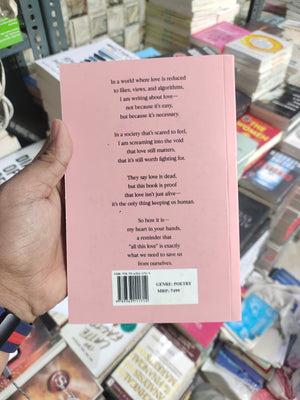 In a world where love is reduced
to likes, views, and algorithms,
I am writing about love—
not because it's easy,
but because it's necessary.
In a society that's scared to feel,
I am screaming into the void
that love still matters,
that it's still worth fighting for.
They say love is dead,
but this book is proof
that love isn't just alive—
it's the only thing keeping us human.
So here it is—
my heart in your hands,
a reminder that
"all this love" is exactly
what we need to save us
from ourselves.
GENRE: POETRY
MRP: ₹499
WOMEN